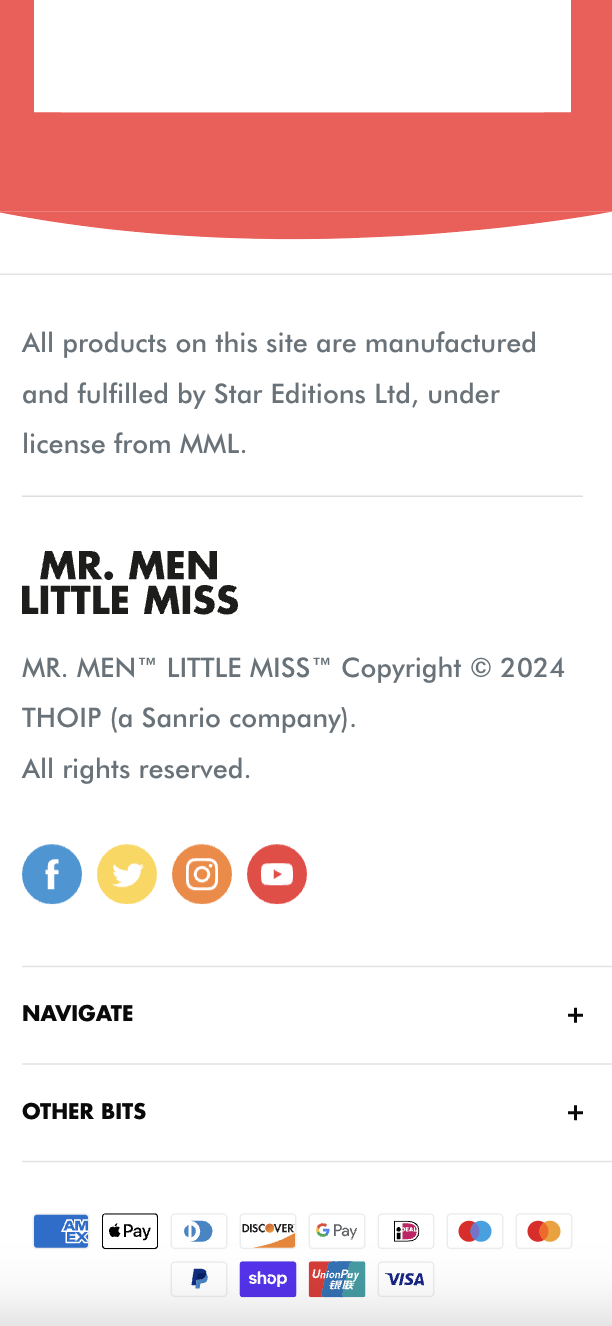 All products on this site are manufactured
and fulfilled by Star Editions Ltd, under
license from MML.
MR. MEN
LITTLE MISS
MR. MEN™ LITTLE MISS™ Copyright © 2024
THOIP (a Sanrio company).
All rights reserved.
NAVIGATE +
OTHER BITS +
AMEX Pay DISCOVER G Pay iDEAL
shop UnionPay 银联 VISA